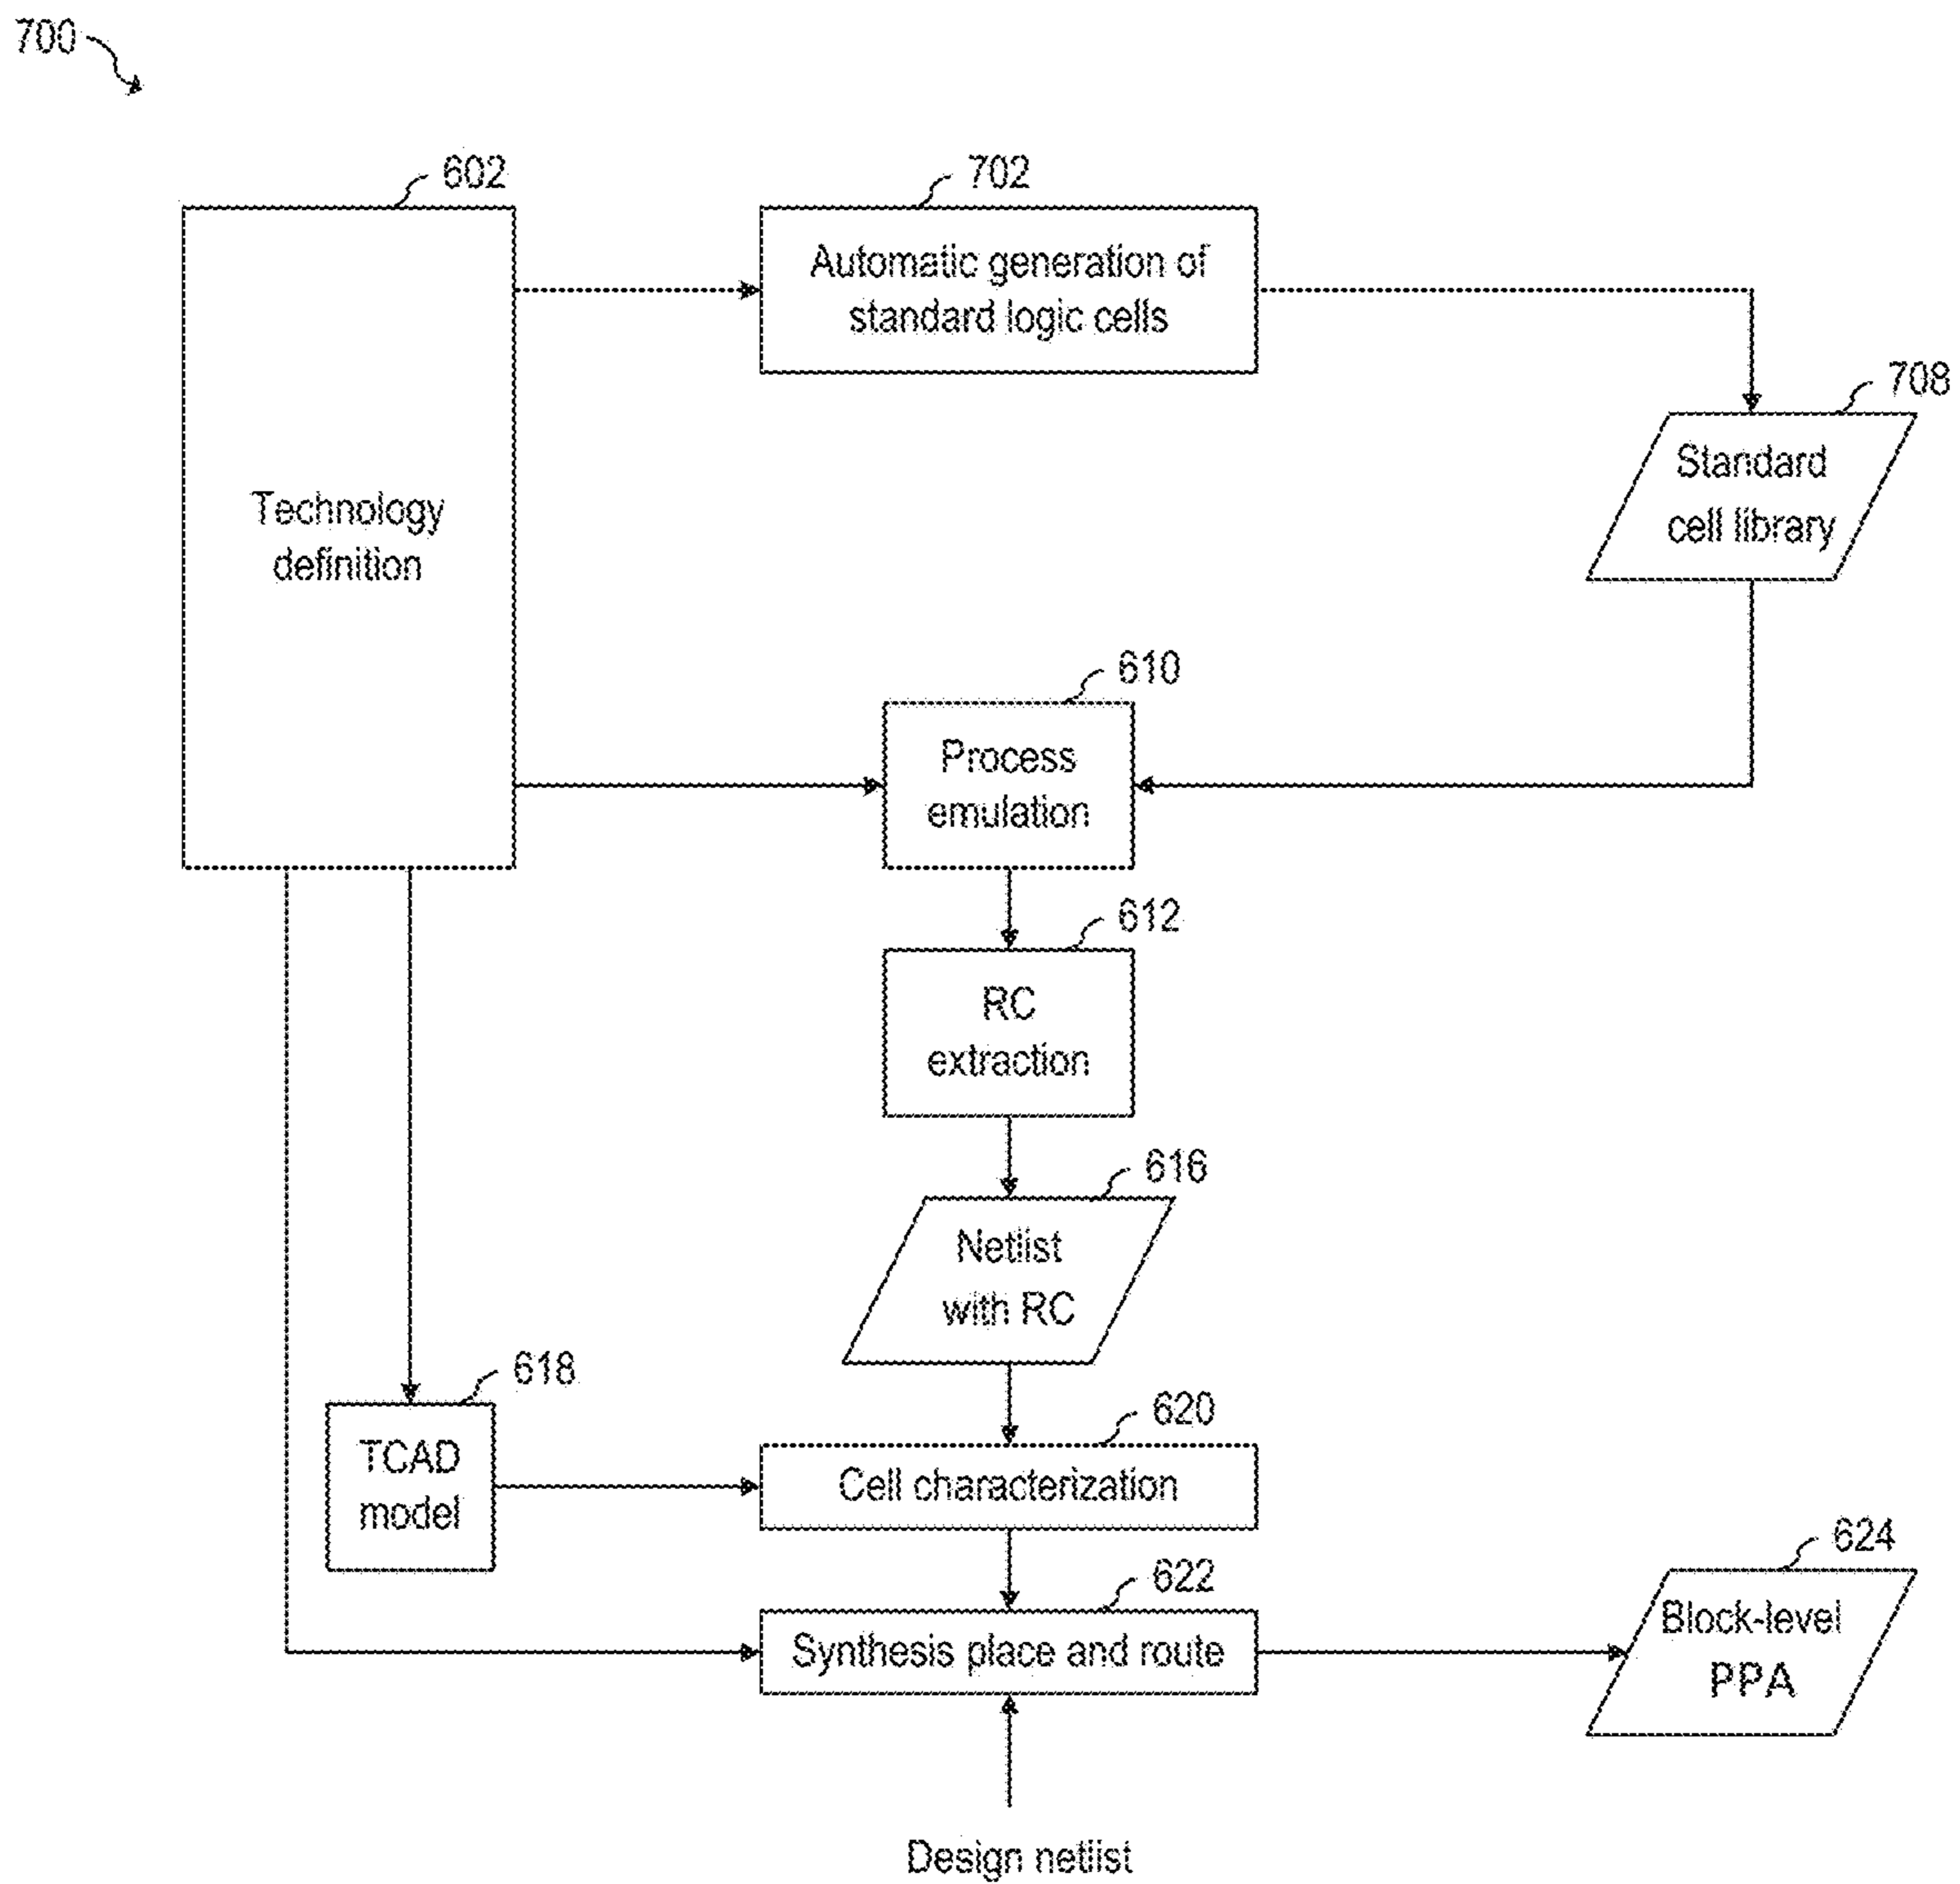 700
602
702
Technology
definition
Automatic generation of
standard logic cells
708
Standard
cell library
610
Process
emulation
612
RC
extraction
616
Netlist
with RC
618
TCAD
model
620
Cell characterization
622
Synthesis place and route
624
Block-level
PPA
Design netlist